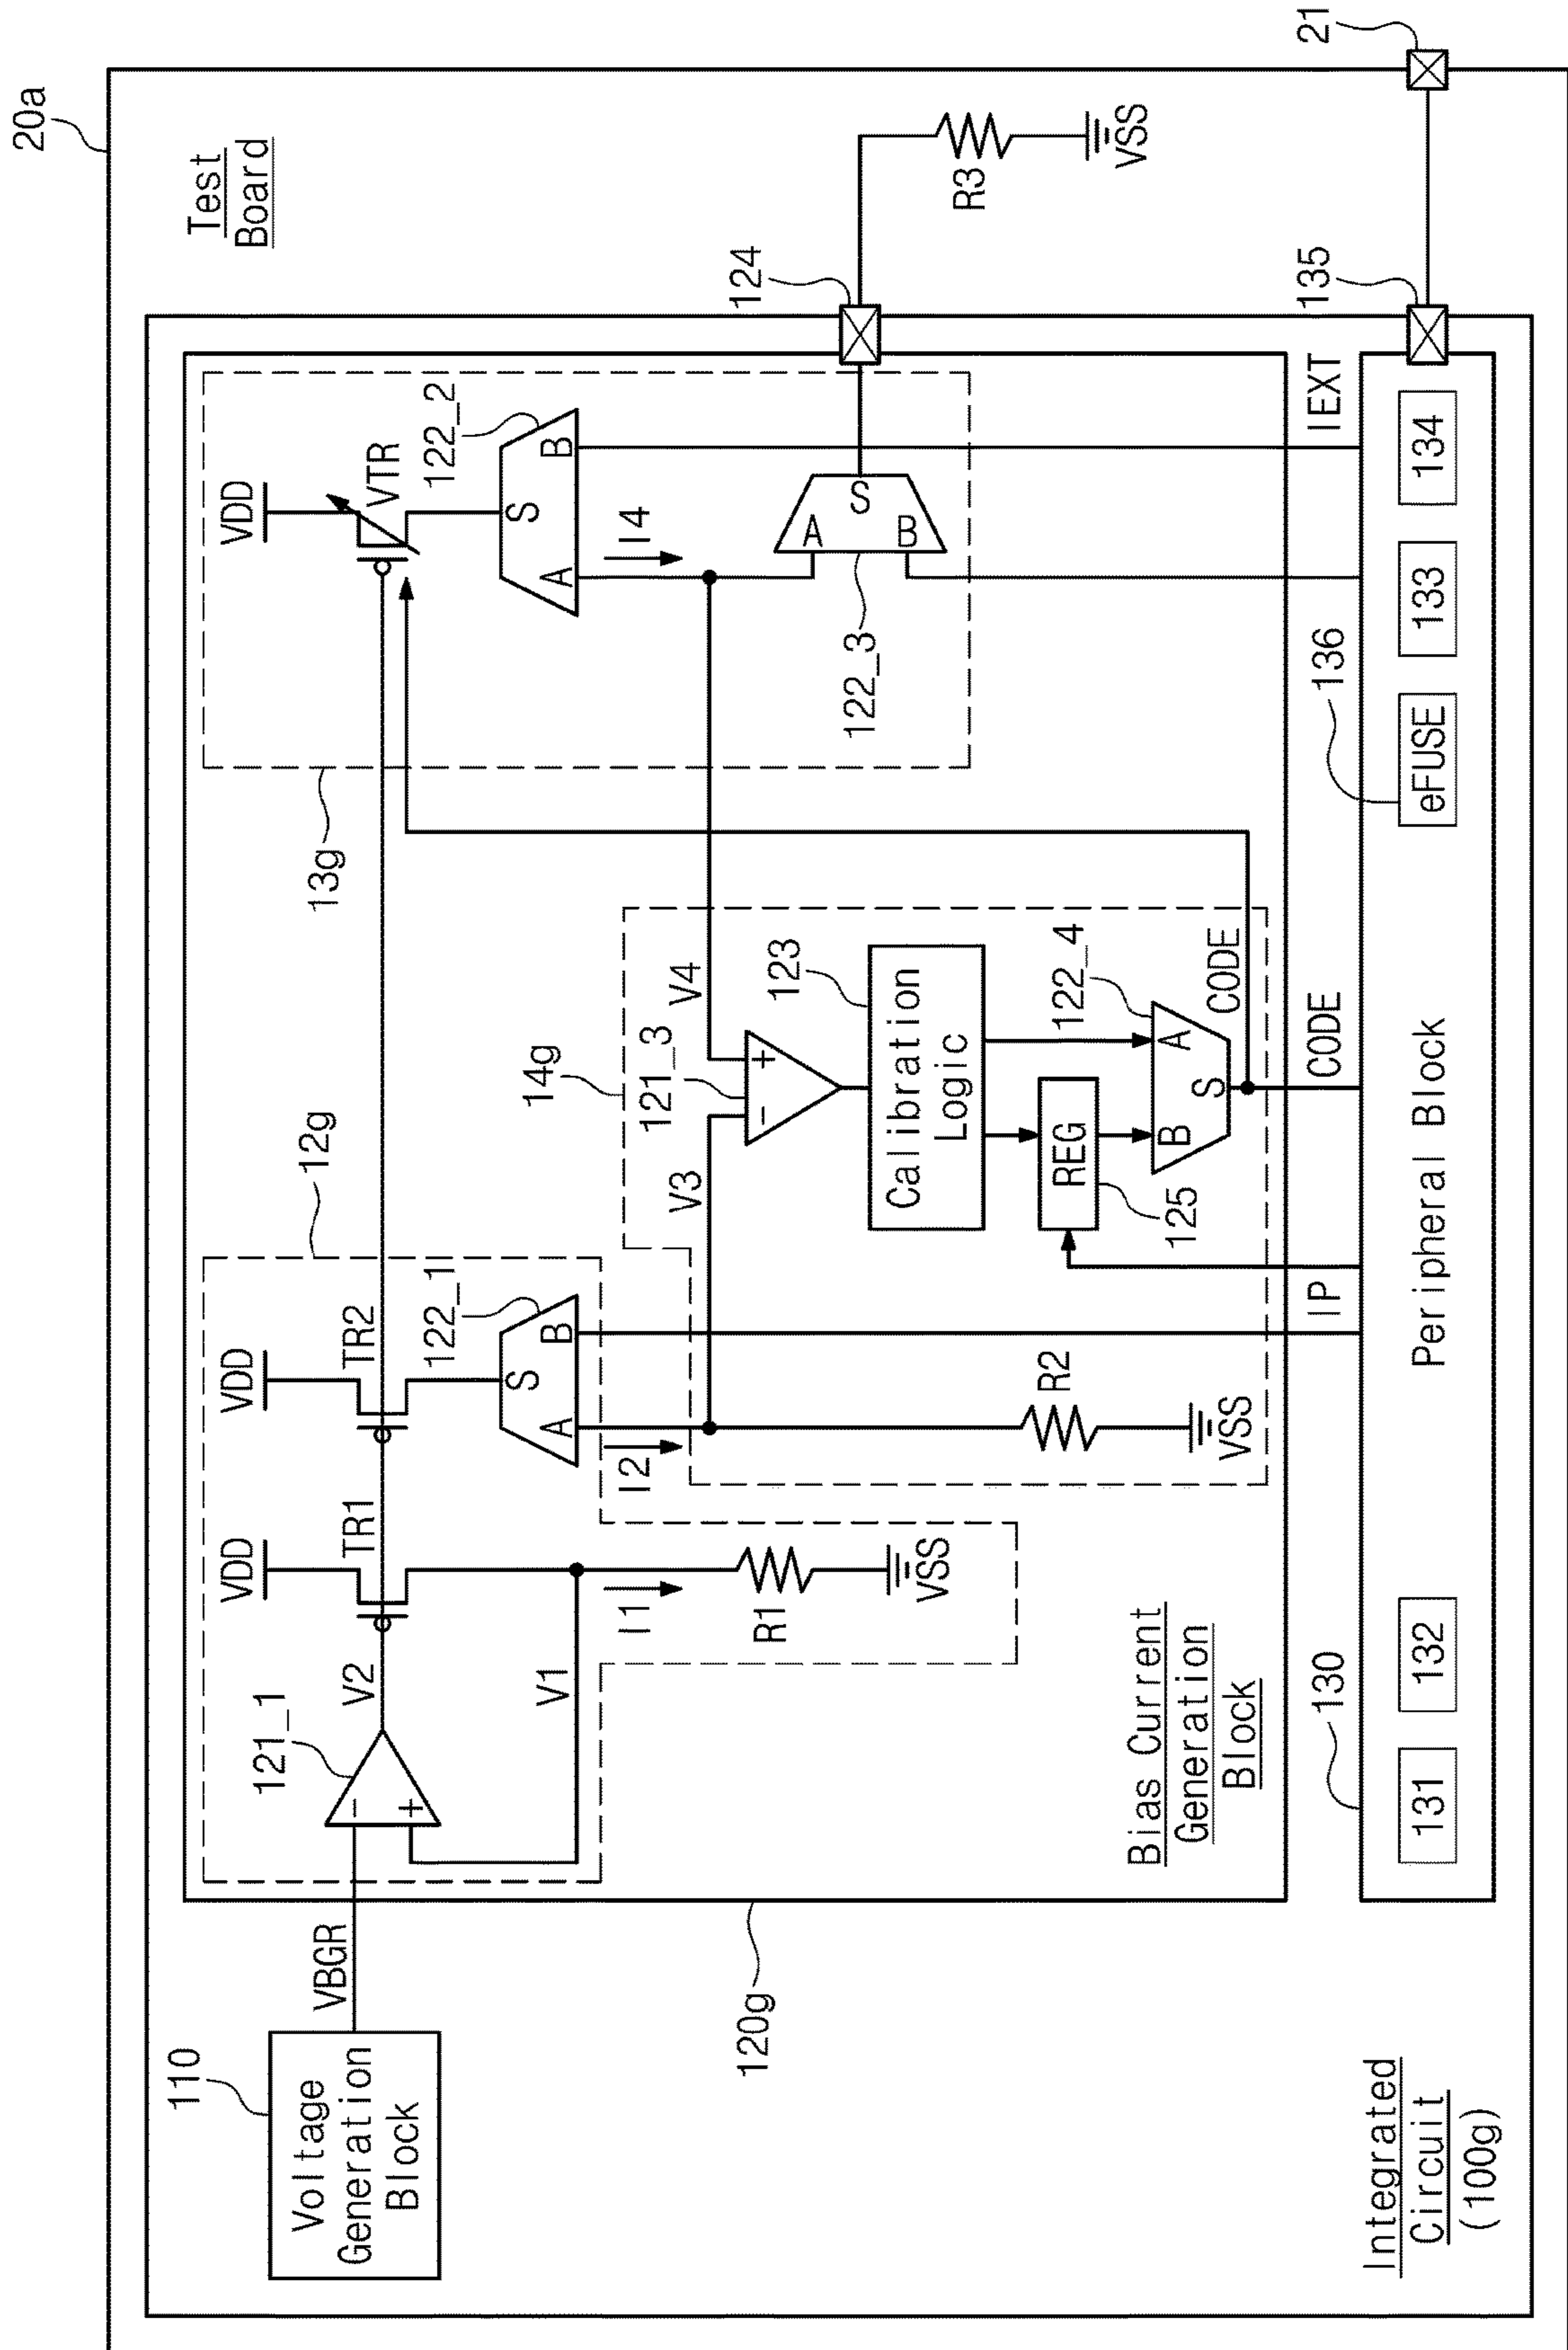 20a
Test
Board
21
110
Voltage
Generation
Block
VBGR
121_1
−
+
V2
V1
VDD
TR1
I1
R1
VSS
VDD
TR2
122_1
S
A
B
I2
R2
VSS
12g
V3
V4
14g
121_3
−
+
123
Calibration
Logic
REG
125
122_4
B
A
S
CODE
13g
VDD
VTR
122_2
S
A
B
I4
122_3
A
B
S
124
R3
VSS
Bias Current
Generation
Block
120g
IP
CODE
136
IEXT
135
130
131
132
Peripheral Block
eFUSE
133
134
Integrated
Circuit
(100g)